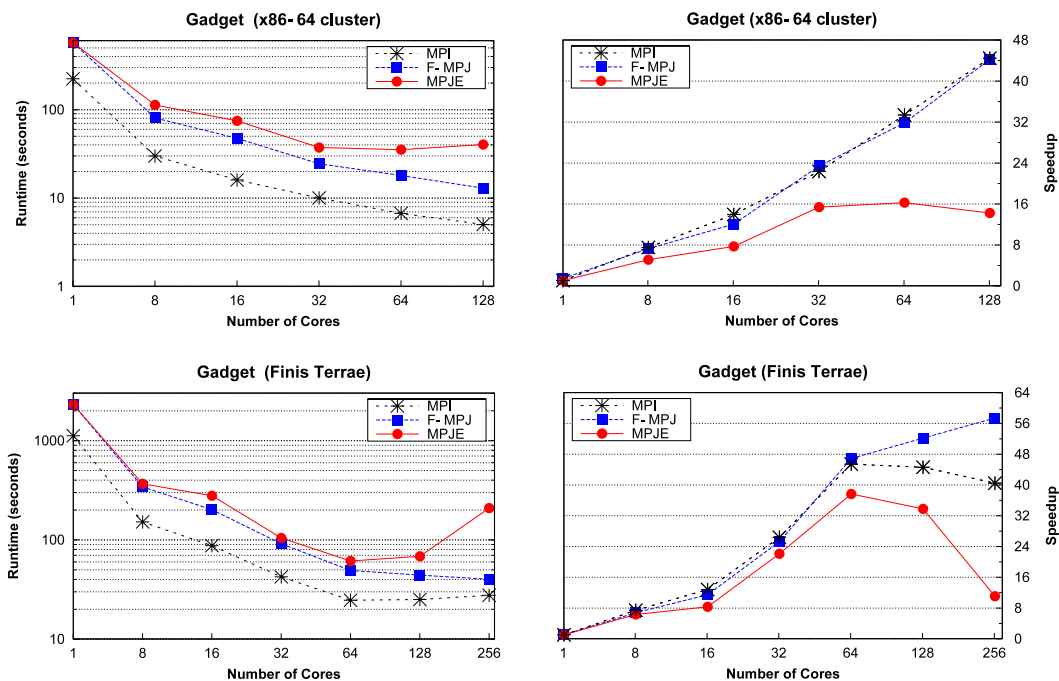 Gadget (x86-64 cluster)
Runtime (seconds)
100
10
1
MPI
F-MPJ
MPJE
1 8 16 32 64 128
Number of Cores
Gadget (x86-64 cluster)
MPI
F-MPJ
MPJE
48
40
32
24
16
8
0
Speedup
1 8 16 32 64 128
Number of Cores
Gadget (Finis Terrae)
Runtime (seconds)
1000
100
10
MPI
F-MPJ
MPJE
1 8 16 32 64 128 256
Number of Cores
Gadget (Finis Terrae)
MPI
F-MPJ
MPJE
64
56
48
40
32
24
16
8
0
Speedup
1 8 16 32 64 128 256
Number of Cores